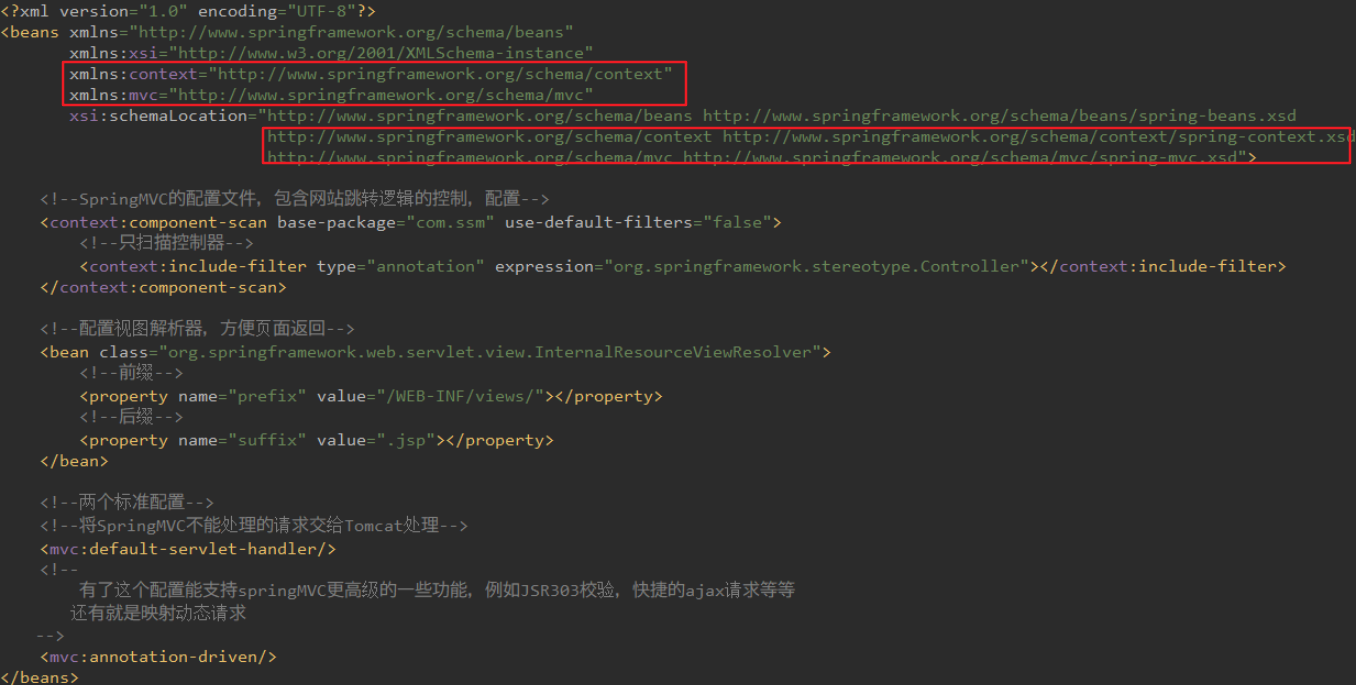 <?xml version="1.0" encoding="UTF-8"?>
<beans xmlns="http://www.springframework.org/schema/beans"
xmlns:xsi="http://www.w3.org/2001/XMLSchema-instance"
xmlns:context="http://www.springframework.org/schema/context"
xmlns:mvc="http://www.springframework.org/schema/mvc"
xsi:schemaLocation="http://www.springframework.org/schema/beans http://www.springframework.org/schema/beans/spring-beans.xsd
http://www.springframework.org/schema/context http://www.springframework.org/schema/context/spring-context.xsd
http://www.springframework.org/schema/mvc http://www.springframework.org/schema/mvc/spring-mvc.xsd">
<!--SpringMVC的配置文件，包含网站跳转逻辑的控制，配置-->
<context:component-scan base-package="com.ssm" use-default-filters="false">
<!--只扫描控制器-->
<context:include-filter type="annotation" expression="org.springframework.stereotype.Controller"></context:include-filter>
</context:component-scan>
<!--配置视图解析器，方便页面返回-->
<bean class="org.springframework.web.servlet.view.InternalResourceViewResolver">
<!--前缀-->
<property name="prefix" value="/WEB-INF/views/"></property>
<!--后缀-->
<property name="suffix" value=".jsp"></property>
</bean>
<!--两个标准配置-->
<!--将SpringMVC不能处理的请求交给Tomcat处理-->
<mvc:default-servlet-handler/>
<!--
有了这个配置能支持springMVC更高级的一些功能，例如JSR303校验，快捷的ajax请求等等
还有就是映射动态请求
-->
<mvc:annotation-driven/>
</beans>